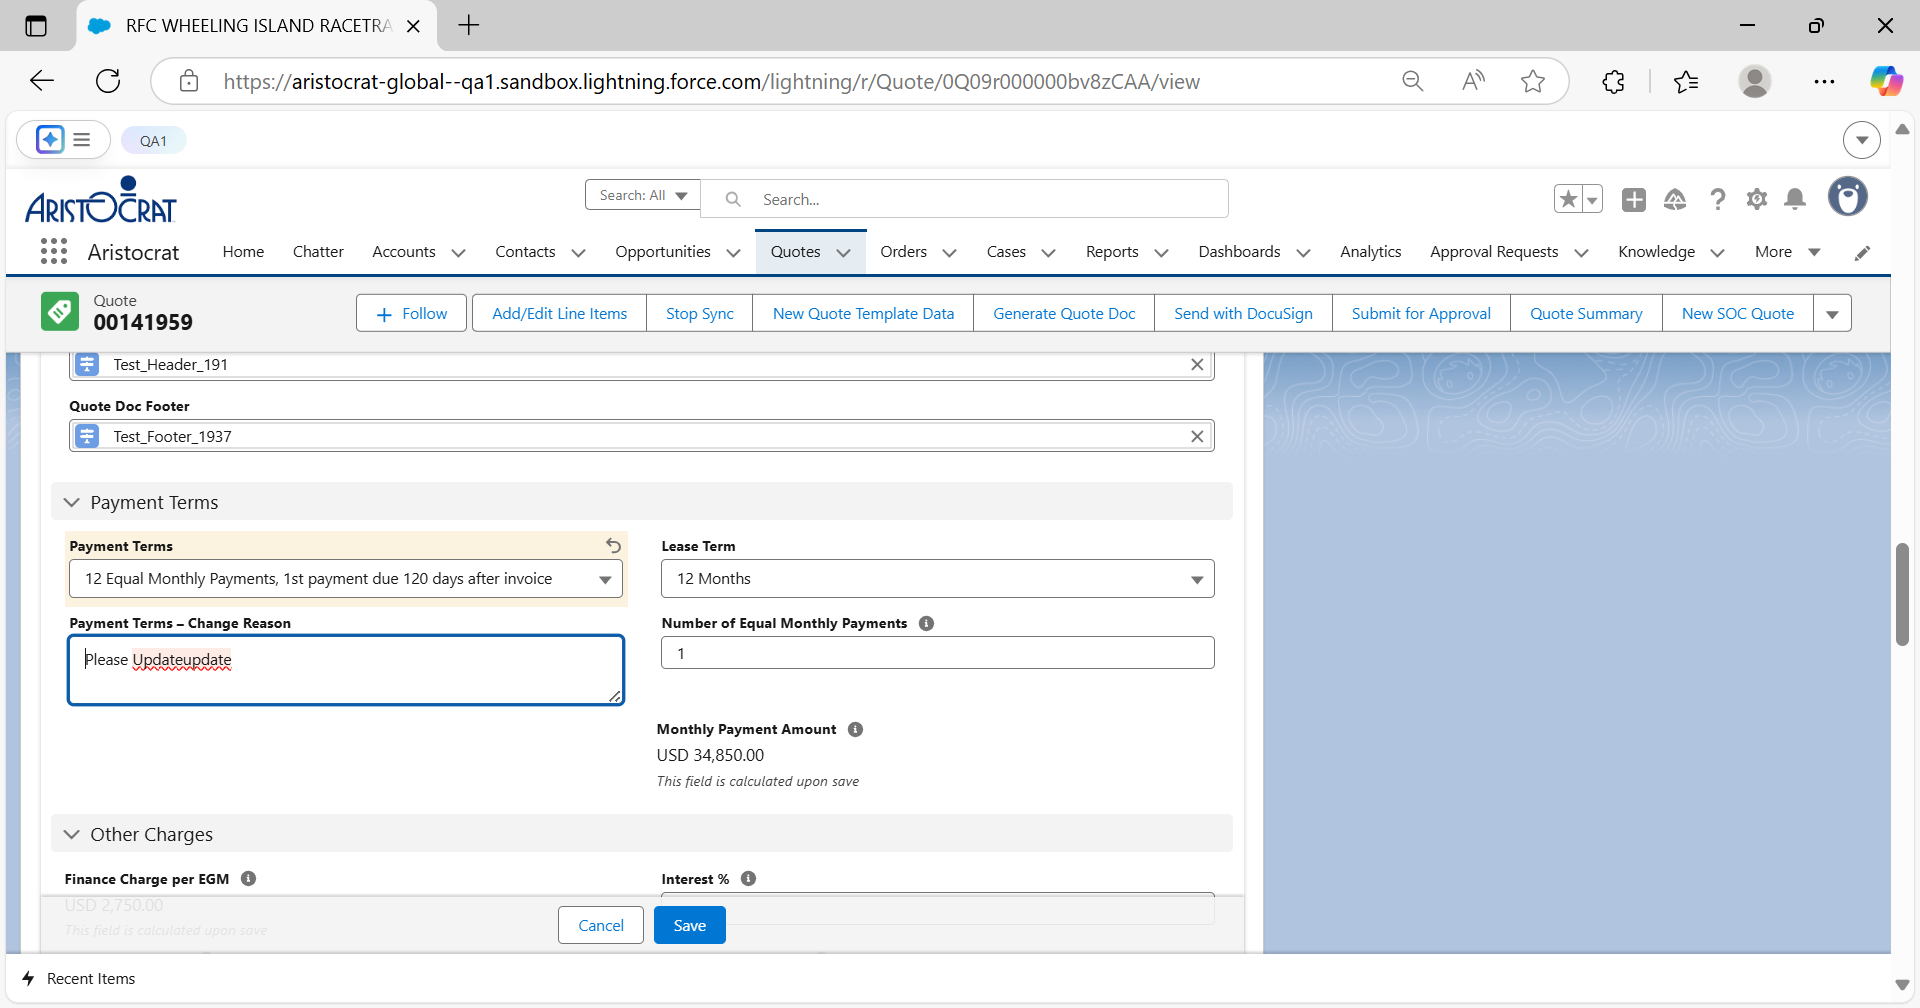 RFC WHEELING ISLAND RACETRA
https://aristocrat-global--qa1.sandbox.lightning.force.com/lightning/r/Quote/0Q09r000000bv8zCAA/view
QA1
ARISTOCRAT
Search: All
Search...
Aristocrat
Home
Chatter
Accounts
Contacts
Opportunities
Quotes
Orders
Cases
Reports
Dashboards
Analytics
Approval Requests
Knowledge
More
Quote
00141959
Follow
Add/Edit Line Items
Stop Sync
New Quote Template Data
Generate Quote Doc
Send with DocuSign
Submit for Approval
Quote Summary
New SOC Quote
Test_Header_191
Quote Doc Footer
Test_Footer_1937
Payment Terms
Payment Terms
12 Equal Monthly Payments, 1st payment due 120 days after invoice
Lease Term
12 Months
Payment Terms – Change Reason
Please Updateupdate
Number of Equal Monthly Payments
1
Monthly Payment Amount
USD 34,850.00
This field is calculated upon save
Other Charges
Finance Charge per EGM
USD 2,750.00
This field is calculated upon save
Interest %
Cancel
Save
Recent Items